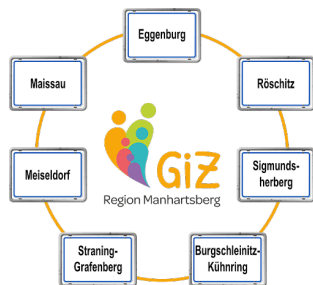 Eggenburg
Maissau
Röschitz
Meiseldorf
GiZ
Region Manhartsberg
Sigmunds-
herberg
Straning-
Grafenberg
Burgschleinitz-
Kühnring